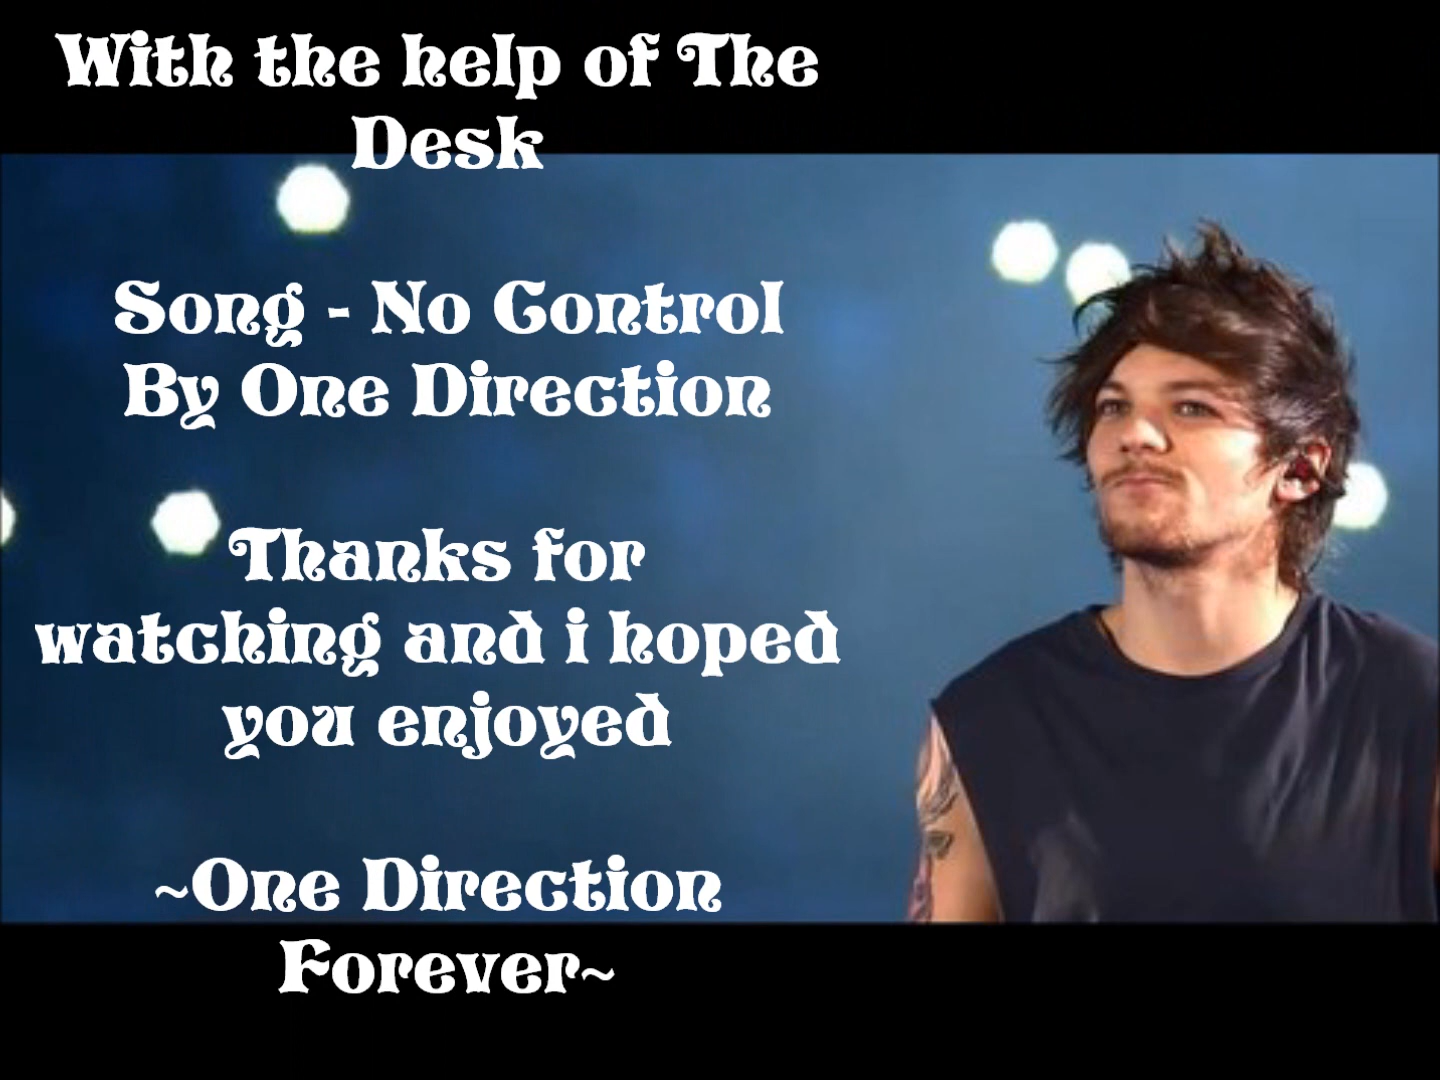 With the help of The
Desk
Song - No Control
By One Direction
Thanks for
watching and i hoped
you enjoyed
~One Direction
Forever~